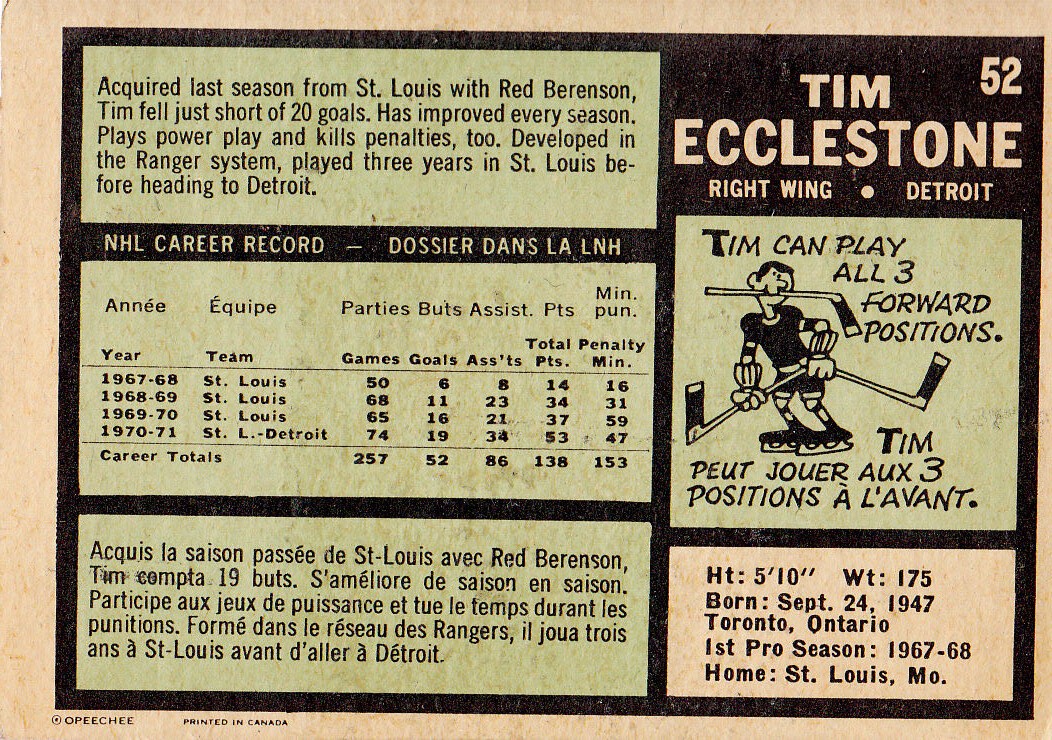 Acquired last season from St. Louis with Red Berenson,
Tim fell just short of 20 goals. Has improved every season.
Plays power play and kills penalties, too. Developed in
the Ranger system, played three years in St. Louis be-
fore heading to Detroit.
NHL CAREER RECORD — DOSSIER DANS LA LNH
Année Équipe Parties Buts Assist. Pts Min. pun.
Year Team Games Goals Ass'ts Total Pts. Penalty Min.
1967-68 St. Louis 50 6 8 14 16
1968-69 St. Louis 68 11 23 34 31
1969-70 St. Louis 65 16 21 37 59
1970-71 St. L.-Detroit 74 19 34 53 47
Career Totals 257 52 86 138 153
Acquis la saison passée de St-Louis avec Red Berenson,
Tim compta 19 buts. S'améliore de saison en saison.
Participe aux jeux de puissance et tue le temps durant les
punitions. Formé dans le réseau des Rangers, il joua trois
ans à St-Louis avant d'aller à Détroit.
52
TIM
ECCLESTONE
RIGHT WING ● DETROIT
TIM CAN PLAY
ALL 3
FORWARD
POSITIONS.
TIM
PEUT JOUER AUX 3
POSITIONS À L'AVANT.
Ht: 5'10" Wt: 175
Born: Sept. 24, 1947
Toronto, Ontario
1st Pro Season: 1967-68
Home: St. Louis, Mo.
© OPEECHEE PRINTED IN CANADA